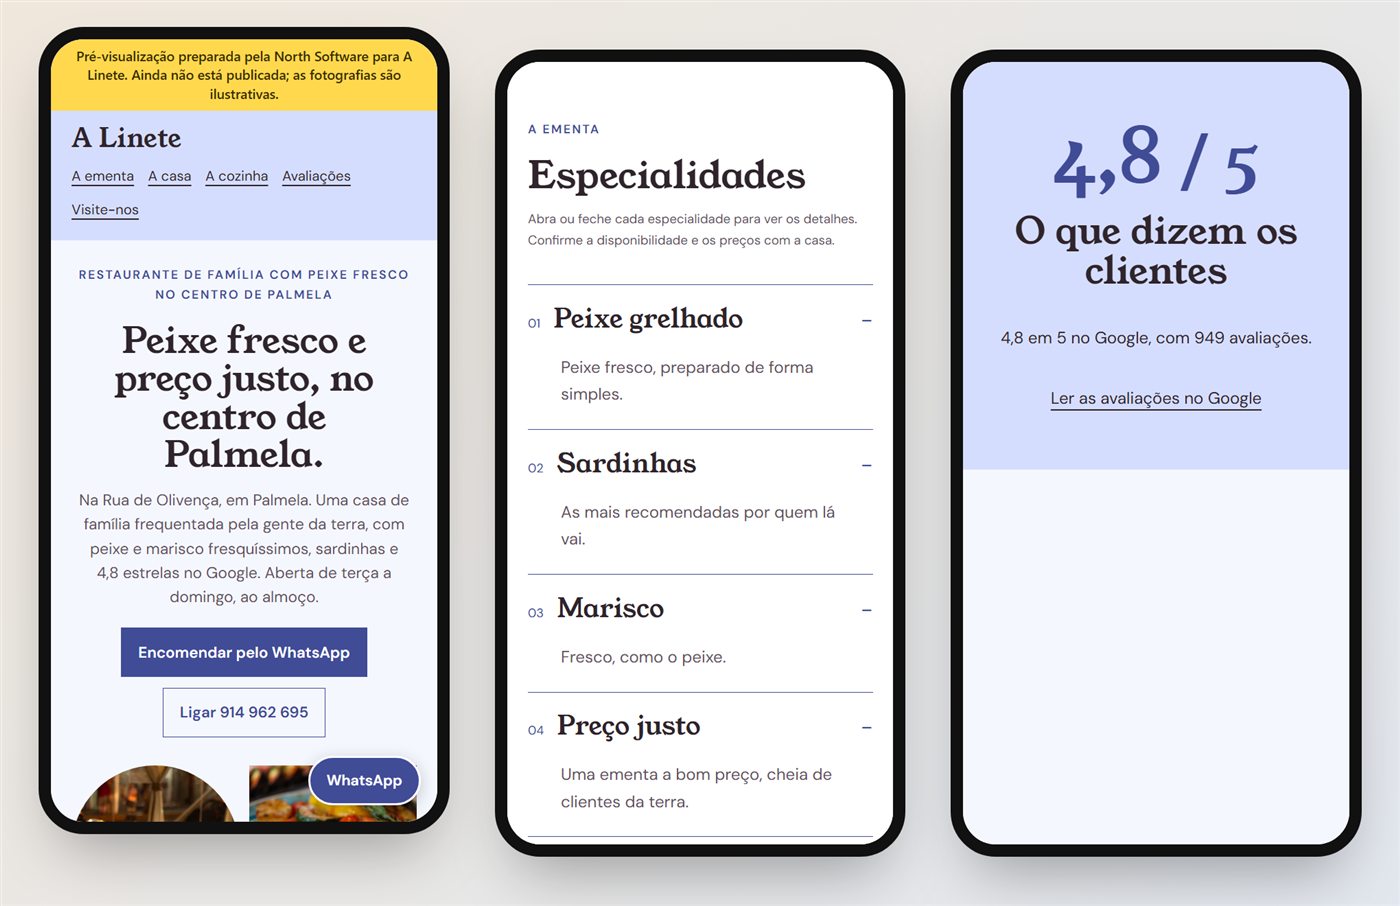 Pré-visualização preparada pela North Software para A
Linete. Ainda não está publicada; as fotografias são
ilustrativas.
A Linete
A ementa A casa A cozinha Avaliações
Visite-nos
RESTAURANTE DE FAMÍLIA COM PEIXE FRESCO
NO CENTRO DE PALMELA
Peixe fresco e
preço justo, no
centro de
Palmela.
Na Rua de Olivença, em Palmela. Uma casa de
família frequentada pela gente da terra, com
peixe e marisco fresquíssimos, sardinhas e
4,8 estrelas no Google. Aberta de terça a
domingo, ao almoço.
Encomendar pelo WhatsApp
Ligar 914 962 695
WhatsApp
A EMENTA
Especialidades
Abra ou feche cada especialidade para ver os detalhes.
Confirme a disponibilidade e os preços com a casa.
01 Peixe grelhado –
Peixe fresco, preparado de forma
simples.
02 Sardinhas –
As mais recomendadas por quem lá
vai.
03 Marisco –
Fresco, como o peixe.
04 Preço justo –
Uma ementa a bom preço, cheia de
clientes da terra.
4,8 / 5
O que dizem os
clientes
4,8 em 5 no Google, com 949 avaliações.
Ler as avaliações no Google